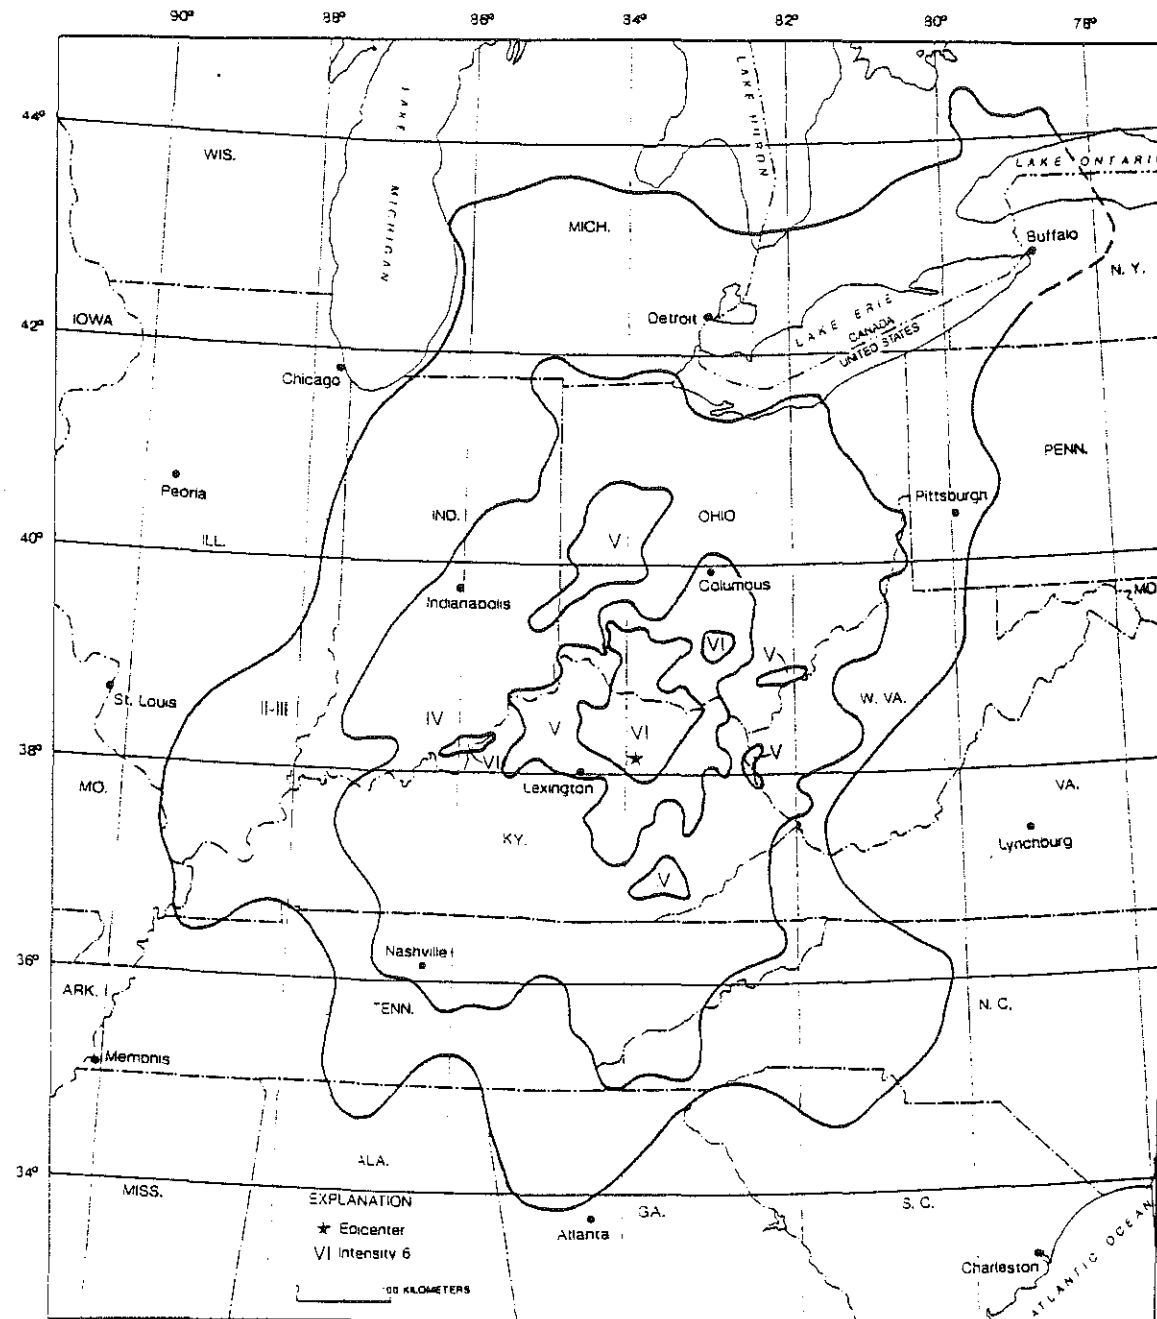 90° 88° 86° 84° 82° 80° 78°
44°
WIS.
LAKE MICHIGAN
LAKE HURON
LAKE ONTARI
MICH.
Buffalo
N. Y.
42°
IOWA
Detroit
LAKE ERIE
CANADA
UNITED STATES
Chicago
PENN.
Peoria
Pittsburgh
IND.
OHIO
V
ILL.
40°
Columbus
Indianapolis
MO
VI
V
St. Louis
II-III
IV
V
VI
W. VA.
V
38°
VI
Lexington
MO.
VA.
KY.
Lynchburg
V
36°
Nashville
ARK.
TENN.
N. C.
Memphis
34°
ALA.
MISS.
EXPLANATION
GA.
S. C.
Epicenter
Atlanta
VI Intensity 6
Charleston
ATLANTIC OCEAN
KILOMETERS